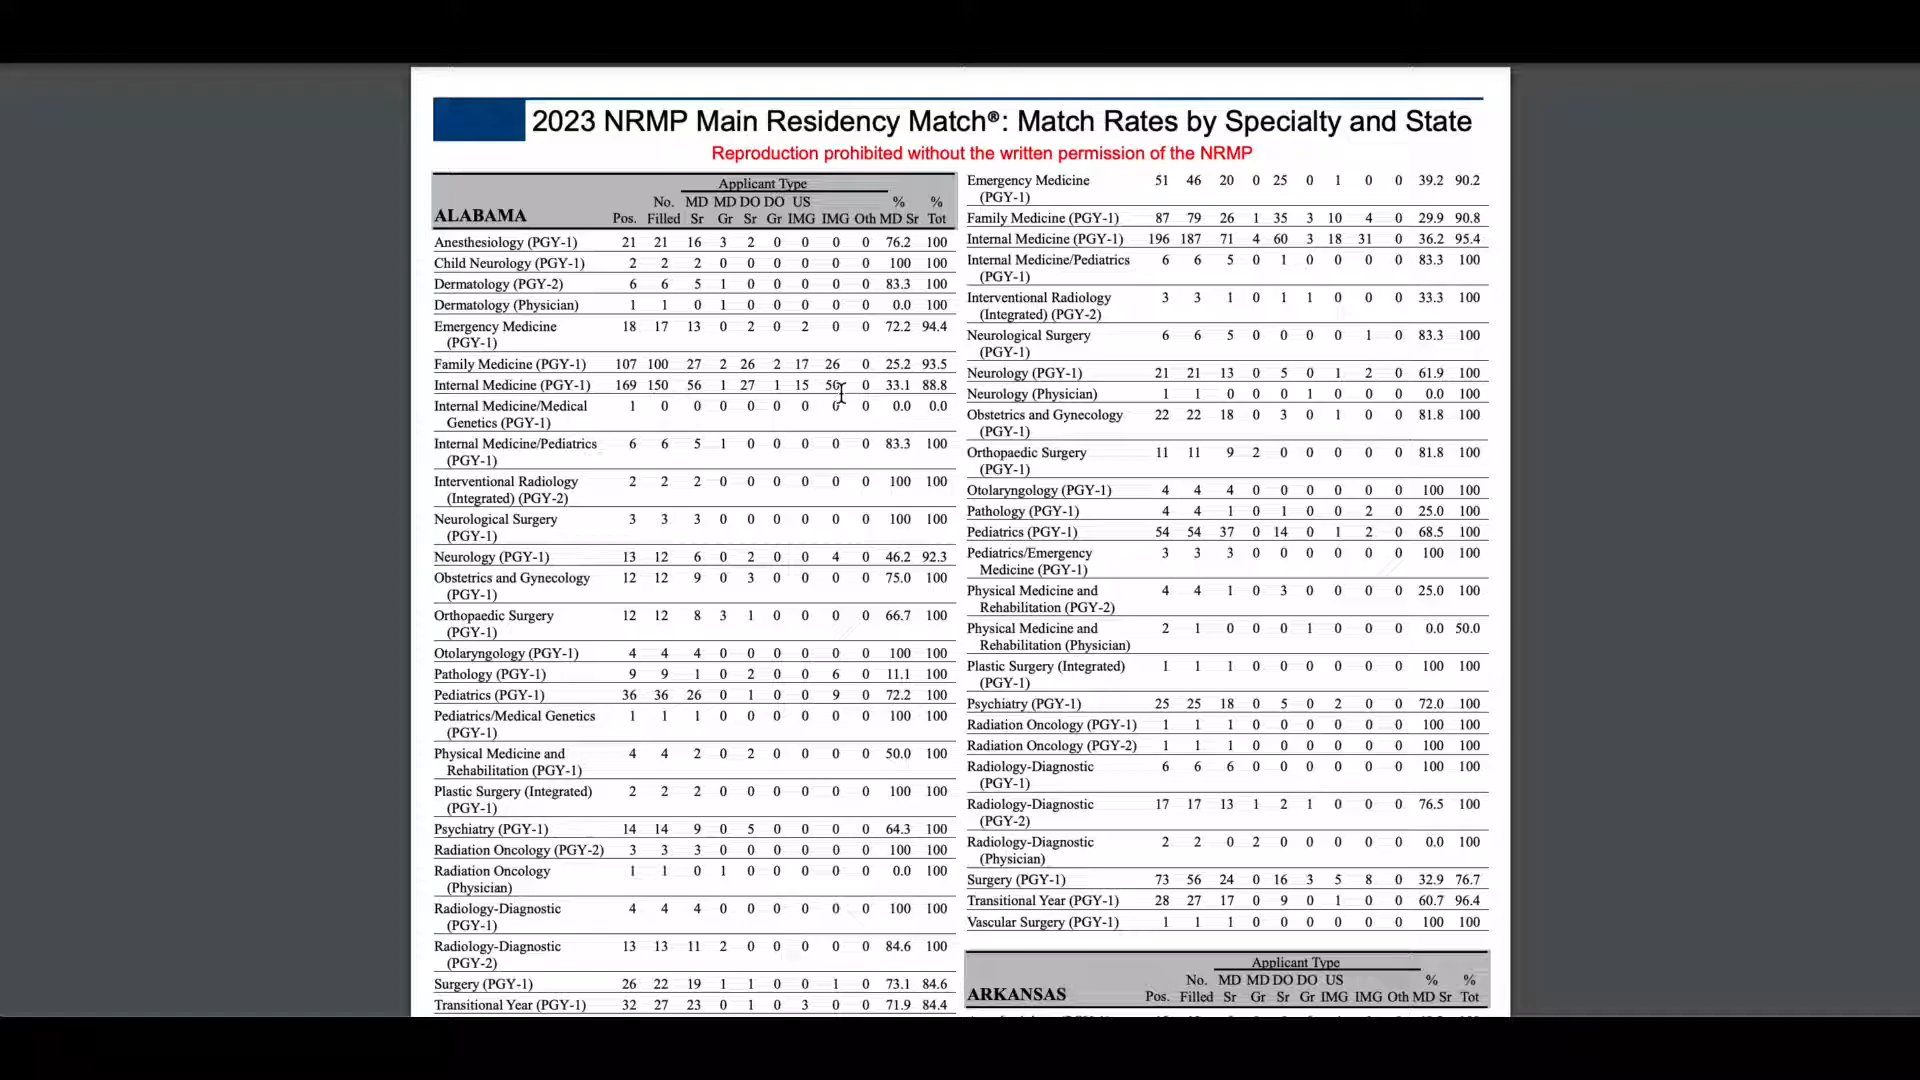 2023 NRMP Main Residency Match®: Match Rates by Specialty and State
Reproduction prohibited without the written permission of the NRMP
Applicant Type
No. MD MD DO DO US % %
ALABAMA Pos. Filled Sr Gr Sr Gr IMG IMG Oth MD Sr Tot
Anesthesiology (PGY-1) 21 21 16 3 2 0 0 0 0 76.2 100
Child Neurology (PGY-1) 2 2 2 0 0 0 0 0 0 100 100
Dermatology (PGY-2) 6 6 5 1 0 0 0 0 0 83.3 100
Dermatology (Physician) 1 1 0 1 0 0 0 0 0 0.0 100
Emergency Medicine 18 17 13 0 2 0 2 0 0 72.2 94.4
(PGY-1)
Family Medicine (PGY-1) 107 100 27 2 26 2 17 26 0 25.2 93.5
Internal Medicine (PGY-1) 169 150 56 1 27 1 15 50 0 33.1 88.8
Internal Medicine/Medical 1 0 0 0 0 0 0 0 0 0.0 0.0
Genetics (PGY-1)
Internal Medicine/Pediatrics 6 6 5 1 0 0 0 0 0 83.3 100
(PGY-1)
Interventional Radiology 2 2 2 0 0 0 0 0 0 100 100
(Integrated) (PGY-2)
Neurological Surgery 3 3 3 0 0 0 0 0 0 100 100
(PGY-1)
Neurology (PGY-1) 13 12 6 0 2 0 0 4 0 46.2 92.3
Obstetrics and Gynecology 12 12 9 0 3 0 0 0 0 75.0 100
(PGY-1)
Orthopaedic Surgery 12 12 8 3 1 0 0 0 0 66.7 100
(PGY-1)
Otolaryngology (PGY-1) 4 4 4 0 0 0 0 0 0 100 100
Pathology (PGY-1) 9 9 1 0 2 0 0 6 0 11.1 100
Pediatrics (PGY-1) 36 36 26 0 1 0 0 9 0 72.2 100
Pediatrics/Medical Genetics 1 1 1 0 0 0 0 0 0 100 100
(PGY-1)
Physical Medicine and 4 4 2 0 2 0 0 0 0 50.0 100
Rehabilitation (PGY-1)
Plastic Surgery (Integrated) 2 2 2 0 0 0 0 0 0 100 100
(PGY-1)
Psychiatry (PGY-1) 14 14 9 0 5 0 0 0 0 64.3 100
Radiation Oncology (PGY-2) 3 3 3 0 0 0 0 0 0 100 100
Radiation Oncology 1 1 0 1 0 0 0 0 0 0.0 100
(Physician)
Radiology-Diagnostic 4 4 4 0 0 0 0 0 0 100 100
(PGY-1)
Radiology-Diagnostic 13 13 11 2 0 0 0 0 0 84.6 100
(PGY-2)
Surgery (PGY-1) 26 22 19 1 1 0 0 1 0 73.1 84.6
Transitional Year (PGY-1) 32 27 23 0 1 0 3 0 0 71.9 84.4
Emergency Medicine 51 46 20 0 25 0 1 0 0 39.2 90.2
(PGY-1)
Family Medicine (PGY-1) 87 79 26 1 35 3 10 4 0 29.9 90.8
Internal Medicine (PGY-1) 196 187 71 4 60 3 18 31 0 36.2 95.4
Internal Medicine/Pediatrics 6 6 5 0 1 0 0 0 0 83.3 100
(PGY-1)
Interventional Radiology 3 3 1 0 1 1 0 0 0 33.3 100
(Integrated) (PGY-2)
Neurological Surgery 6 6 5 0 0 0 0 1 0 83.3 100
(PGY-1)
Neurology (PGY-1) 21 21 13 0 5 0 1 2 0 61.9 100
Neurology (Physician) 1 1 0 0 0 1 0 0 0 0.0 100
Obstetrics and Gynecology 22 22 18 0 3 0 1 0 0 81.8 100
(PGY-1)
Orthopaedic Surgery 11 11 9 2 0 0 0 0 0 81.8 100
(PGY-1)
Otolaryngology (PGY-1) 4 4 4 0 0 0 0 0 0 100 100
Pathology (PGY-1) 4 4 1 0 1 0 0 2 0 25.0 100
Pediatrics (PGY-1) 54 54 37 0 14 0 1 2 0 68.5 100
Pediatrics/Emergency 3 3 3 0 0 0 0 0 0 100 100
Medicine (PGY-1)
Physical Medicine and 4 4 1 0 3 0 0 0 0 25.0 100
Rehabilitation (PGY-2)
Physical Medicine and 2 1 0 0 0 1 0 0 0 0.0 50.0
Rehabilitation (Physician)
Plastic Surgery (Integrated) 1 1 1 0 0 0 0 0 0 100 100
(PGY-1)
Psychiatry (PGY-1) 25 25 18 0 5 0 2 0 0 72.0 100
Radiation Oncology (PGY-1) 1 1 1 0 0 0 0 0 0 100 100
Radiation Oncology (PGY-2) 1 1 1 0 0 0 0 0 0 100 100
Radiology-Diagnostic 6 6 6 0 0 0 0 0 0 100 100
(PGY-1)
Radiology-Diagnostic 17 17 13 1 2 1 0 0 0 76.5 100
(PGY-2)
Radiology-Diagnostic 2 2 0 2 0 0 0 0 0 0.0 100
(Physician)
Surgery (PGY-1) 73 56 24 0 16 3 5 8 0 32.9 76.7
Transitional Year (PGY-1) 28 27 17 0 9 0 1 0 0 60.7 96.4
Vascular Surgery (PGY-1) 1 1 1 0 0 0 0 0 0 100 100
Applicant Type
No. MD MD DO DO US % %
ARKANSAS Pos. Filled Sr Gr Sr Gr IMG IMG Oth MD Sr Tot